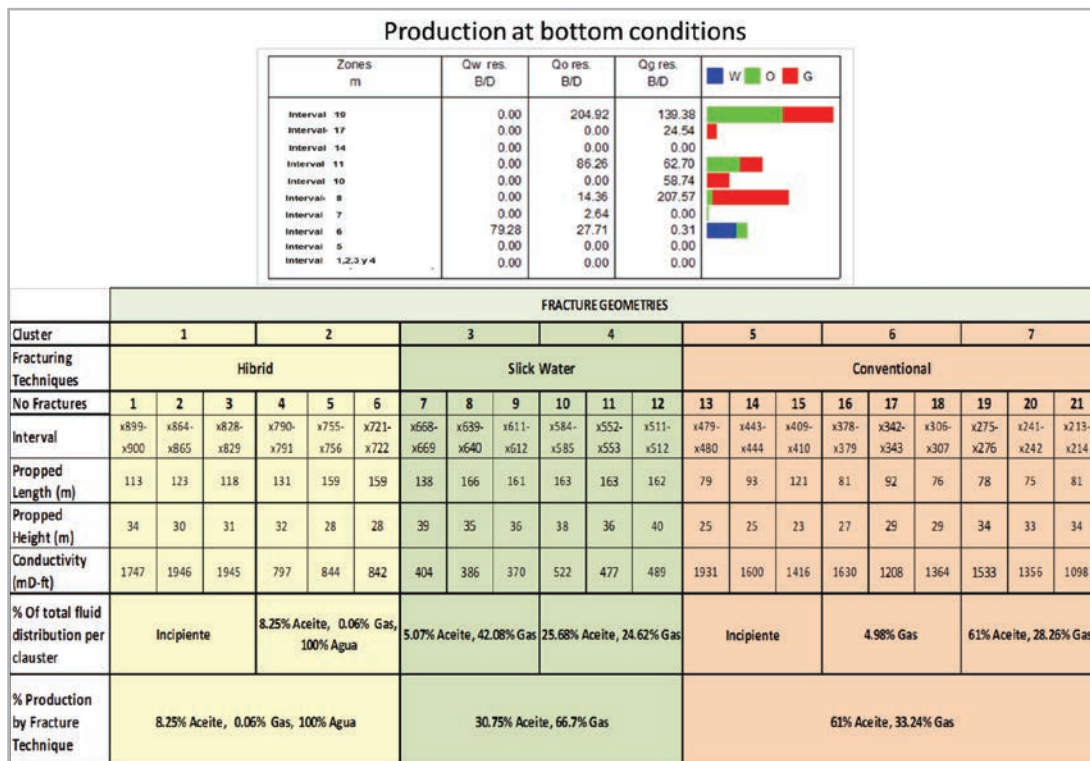 Production at bottom conditions
Zones Qw res. Qo res. Qg res. W O G
m B/D B/D B/D
Interval 19 0.00 204.92 139.38
Interval- 17 0.00 0.00 24.54
Interval 14 0.00 0.00 0.00
Interval 11 0.00 86.26 62.70
Interval 10 0.00 0.00 58.74
Interval- 8 0.00 14.36 207.57
Interval 7 0.00 2.64 0.00
Interval 6 79.28 27.71 0.31
Interval 5 0.00 0.00 0.00
Interval 1,2,3 y 4 0.00 0.00 0.00
FRACTURE GEOMETRIES
Cluster 1 2 3 4 5 6 7
Fracturing Techniques Hibrid Slick Water Conventional
No Fractures 1 2 3 4 5 6 7 8 9 10 11 12 13 14 15 16 17 18 19 20 21
Interval x899-x900 x864-x865 x828-x829 x790-x791 x755-x756 x721-x722 x668-x669 x639-x640 x611-x612 x584-x585 x552-x553 x511-x512 x479-x480 x443-x444 x409-x410 x378-x379 x342-x343 x306-x307 x275-x276 x241-x242 x213-x214
Propped Length (m) 113 123 118 131 159 159 138 166 161 163 163 162 79 93 121 81 92 76 78 75 81
Propped Height (m) 34 30 31 32 28 28 39 35 36 38 36 40 25 25 23 27 29 29 34 33 34
Conductivity (mD-ft) 1747 1946 1945 797 844 842 404 386 370 522 477 489 1931 1600 1416 1630 1208 1364 1533 1356 1098
% Of total fluid distribution per clauster Incipiente 8.25% Aceite, 0.06% Gas, 100% Agua 5.07% Aceite, 42.08% Gas 25.68% Aceite, 24.62% Gas Incipiente 4.98% Gas 61% Aceite, 28.26% Gas
% Production by Fracture Technique 8.25% Aceite, 0.06% Gas, 100% Agua 30.75% Aceite, 66.7% Gas 61% Aceite, 33.24% Gas